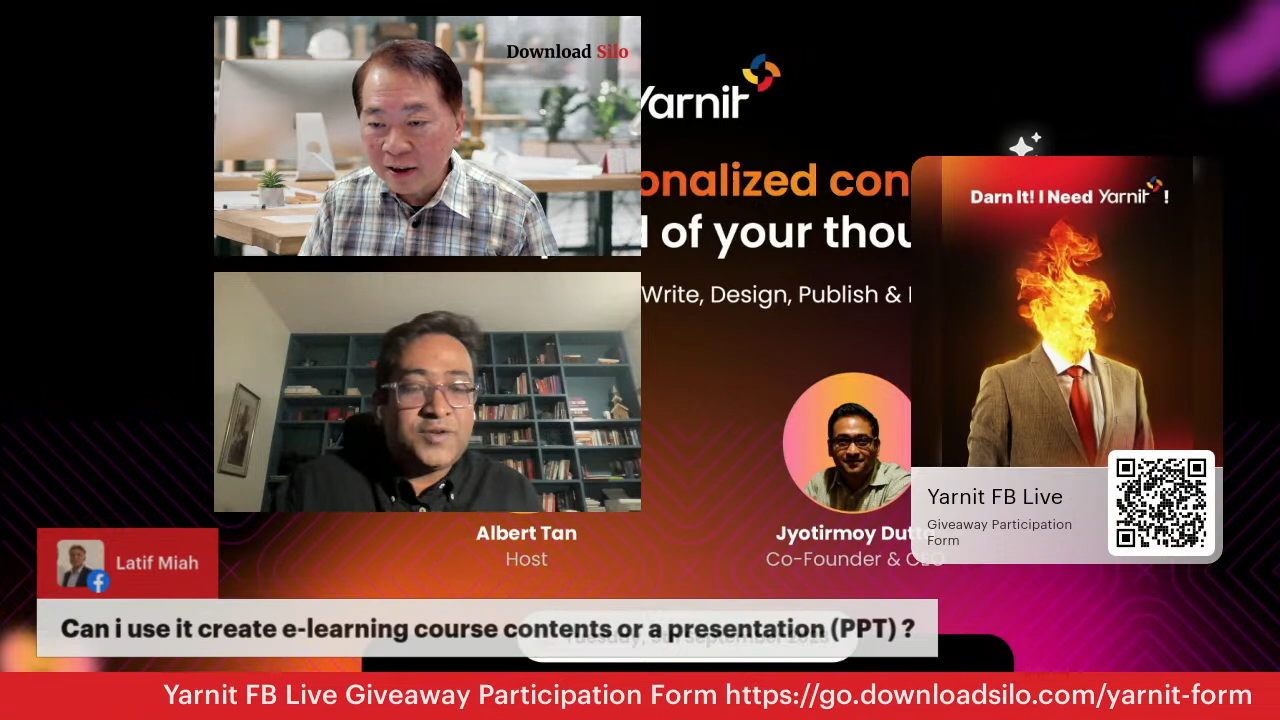 Download Silo
Yarnit
onalized con
of your thou
Write, Design, Publish &
Darn It! I Need Yarnit !
Yarnit FB Live
Giveaway Participation
Form
Albert Tan
Host
Jyotirmoy Dutt
Co-Founder & CEO
Latif Miah
Can i use it create e-learning course contents or a presentation (PPT) ?
Yarnit FB Live Giveaway Participation Form https://go.downloadsilo.com/yarnit-form